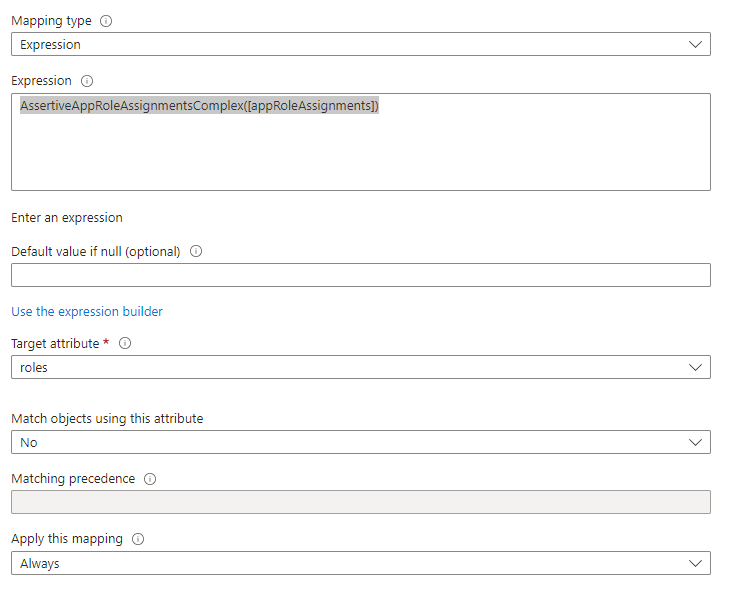 Mapping type
Expression
Expression
AssertiveAppRoleAssignmentsComplex([appRoleAssignments])
Enter an expression
Default value if null (optional)
Use the expression builder
Target attribute *
roles
Match objects using this attribute
No
Matching precedence
Apply this mapping
Always